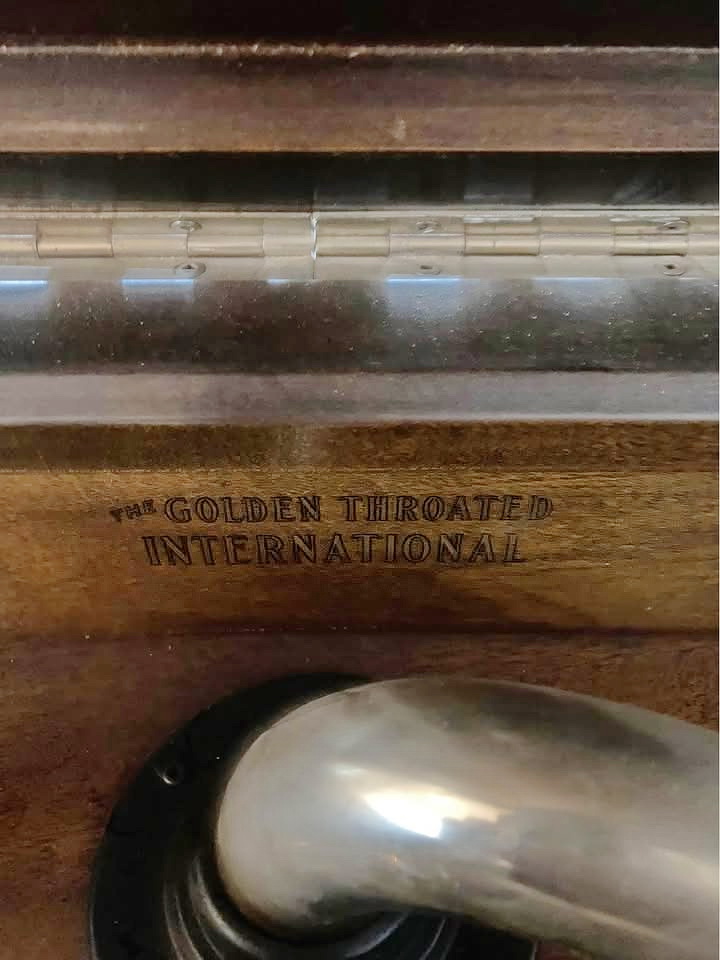 THE GOLDEN THROATED
INTERNATIONAL